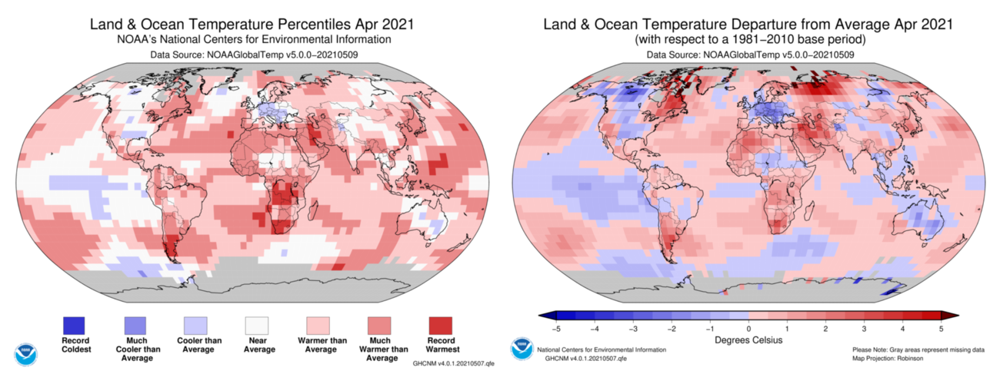 Land & Ocean Temperature Percentiles Apr 2021
NOAA's National Centers for Environmental Information
Data Source: NOAAGlobalTemp v5.0.0−20210509
Record
Coldest
Much
Cooler than
Average
Cooler than
Average
Near
Average
Warmer than
Average
Much
Warmer than
Average
Record
Warmest
NOAA
GHCNM v4.0.1.20210507.qfe
Land & Ocean Temperature Departure from Average Apr 2021
(with respect to a 1981−2010 base period)
Data Source: NOAAGlobalTemp v5.0.0−20210509
−5 −4 −3 −2 −1 0 1 2 3 4 5
Degrees Celsius
NOAA
National Centers for Environmental Information
GHCNM v4.0.1.20210507.qfe
Please Note: Gray areas represent missing data
Map Projection: Robinson